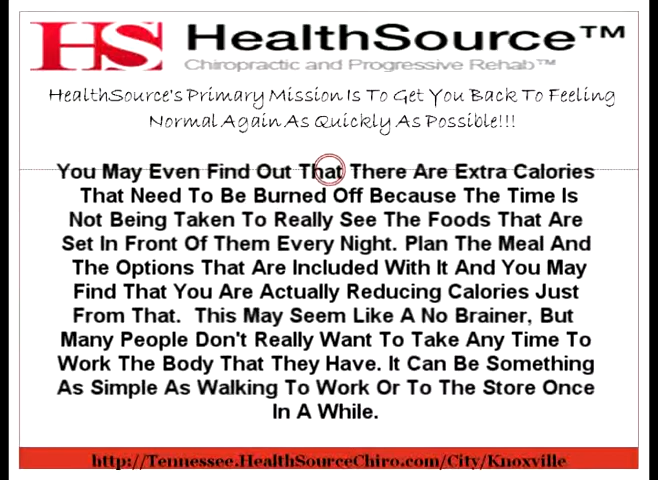 HS HealthSource™
Chiropractic and Progressive Rehab™
HealthSource's Primary Mission Is To Get You Back To Feeling
Normal Again As Quickly As Possible!!!
You May Even Find Out That There Are Extra Calories
That Need To Be Burned Off Because The Time Is
Not Being Taken To Really See The Foods That Are
Set In Front Of Them Every Night. Plan The Meal And
The Options That Are Included With It And You May
Find That You Are Actually Reducing Calories Just
From That.  This May Seem Like A No Brainer, But
Many People Don't Really Want To Take Any Time To
Work The Body That They Have. It Can Be Something
As Simple As Walking To Work Or To The Store Once
In A While.
http://Tennessee.HealthSourceChiro.com/City/Knoxville